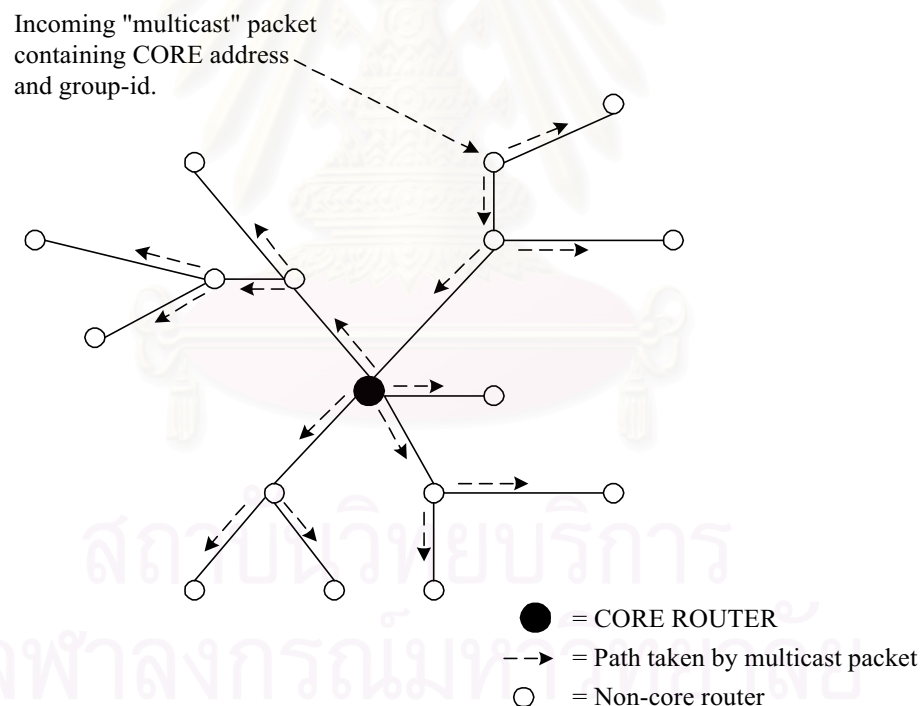 Incoming "multicast" packet
containing CORE address
and group-id.
สถาบันวิทยบริการ
จุฬาลงกรณ์มหาวิทยาลัย
= CORE ROUTER
= Path taken by multicast packet
= Non-core router